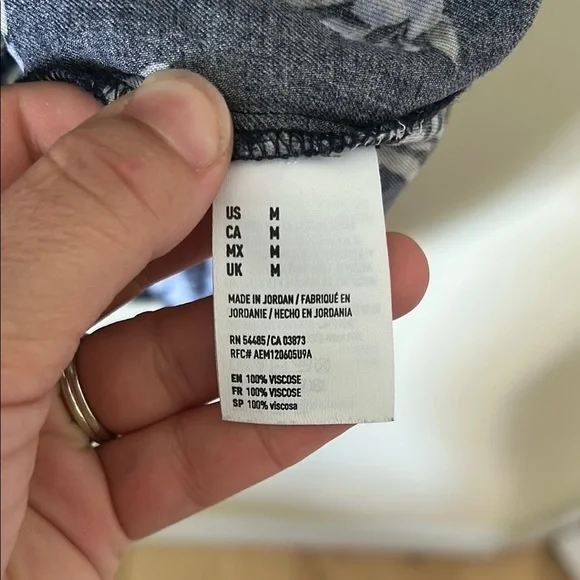 US M
CA M
MX M
UK M
MADE IN JORDAN / FABRIQUÉ EN
JORDANIE / HECHO EN JORDANIA
RN 54485/CA 03873
RFC# AEM120605U9A
EN 100% VISCOSE
FR 100% VISCOSE
SP 100% viscosa